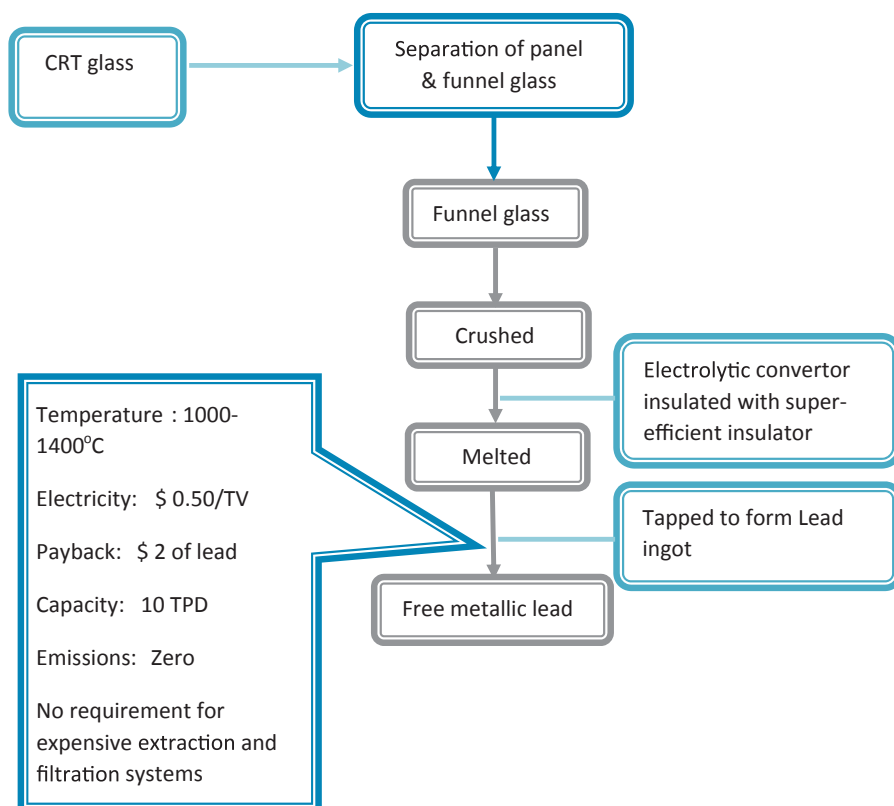 CRT glass
Separation of panel
& funnel glass
Funnel glass
Crushed
Electrolytic convertor
insulated with super-
efficient insulator
Melted
Tapped to form Lead
ingot
Free metallic lead
Temperature : 1000-
1400°C
Electricity: $ 0.50/TV
Payback: $ 2 of lead
Capacity: 10 TPD
Emissions: Zero
No requirement for
expensive extraction and
filtration systems